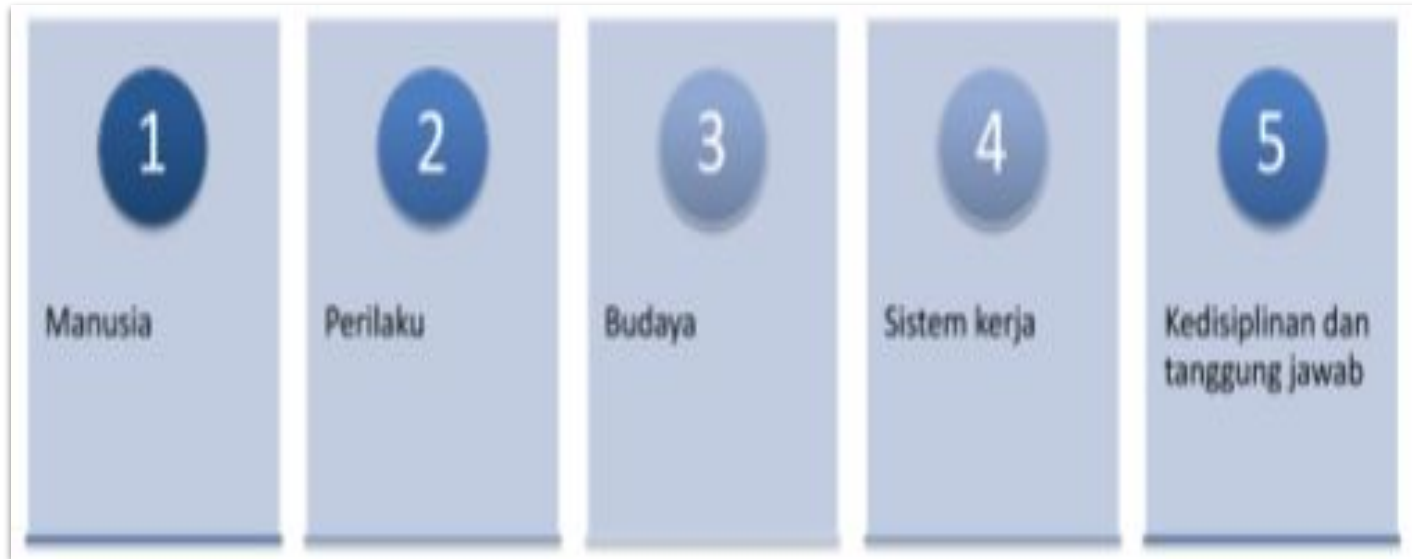 1
Manusia
2
Perilaku
3
Budaya
4
Sistem kerja
5
Kedisiplinan dan
tanggung jawab